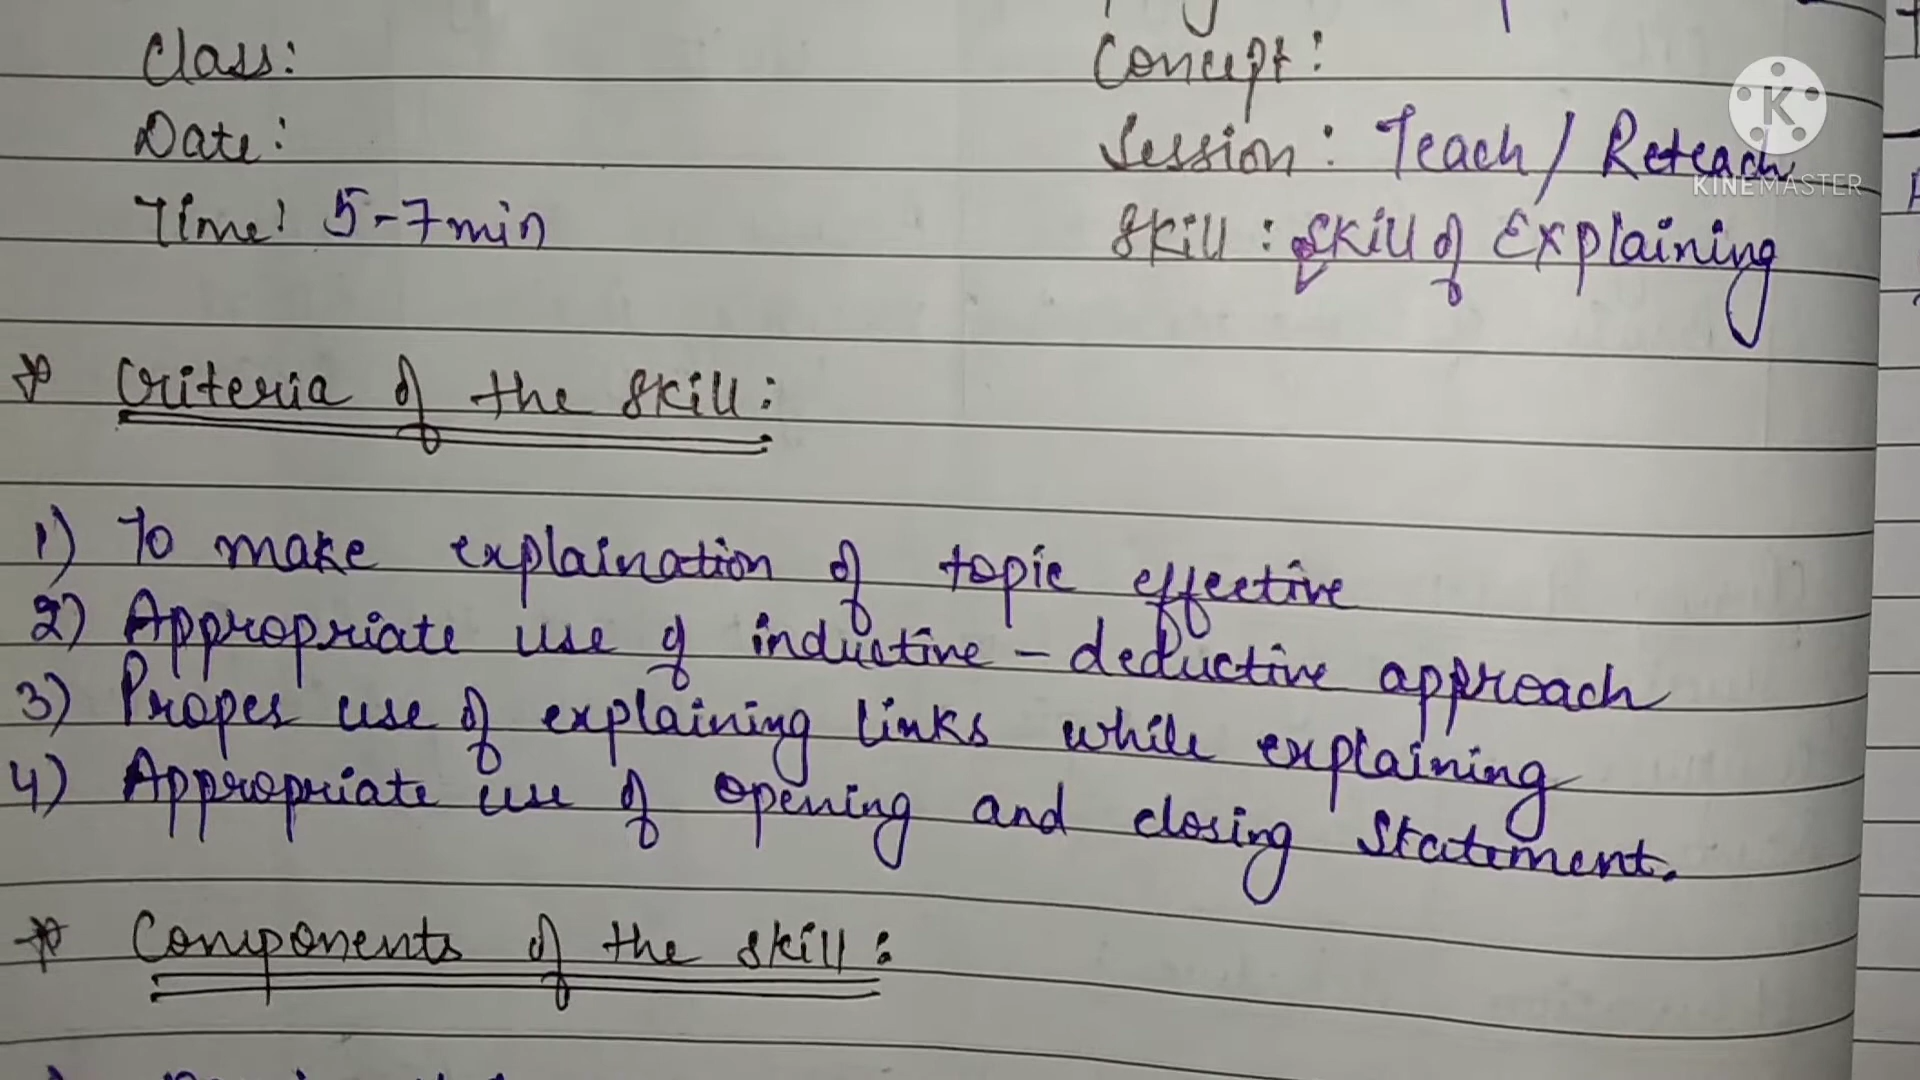 Class:
Concept:
Date:
Session: Teach / Reteach
KINEMASTER
Time: 5-7 min
Skill: Skill of Explaining
* Criteria of the skill:
1) To make explaination of topic effective
2) Appropriate use of inductive - deductive approach
3) Proper use of explaining links while explaining
4) Appropriate use of opening and closing Statement.
* Components of the skill: